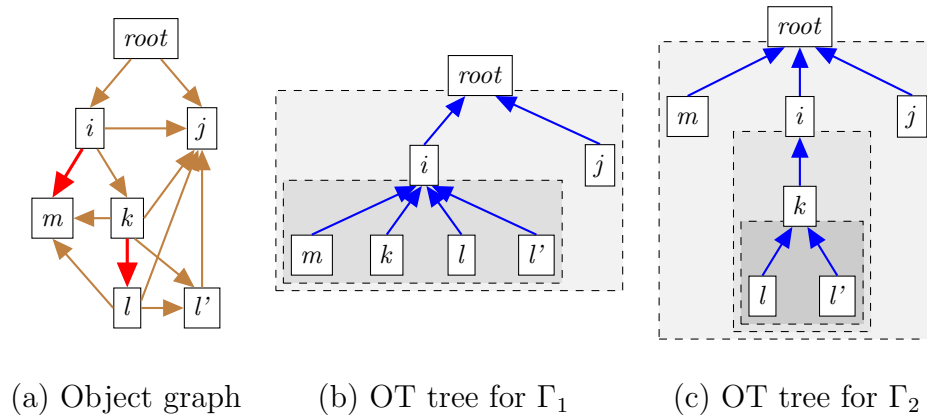 root
i
j
m
k
l
l’
(a) Object graph
root
i
j
m
k
l
l’
(b) OT tree for Γ₁
root
m
i
j
k
l
l’
(c) OT tree for Γ₂